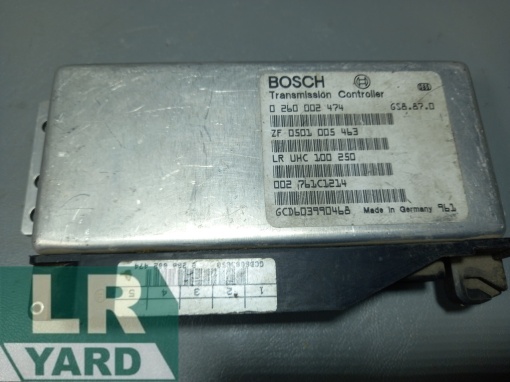 BOSCH
Transmission Controller
0 260 002 474 GS8.87.0
ZF 0501 005 463
LR UHC 100 250
002 761C1214
GCD603990468 Made in Germany 961
1 2 3 4 5
LR
YARD